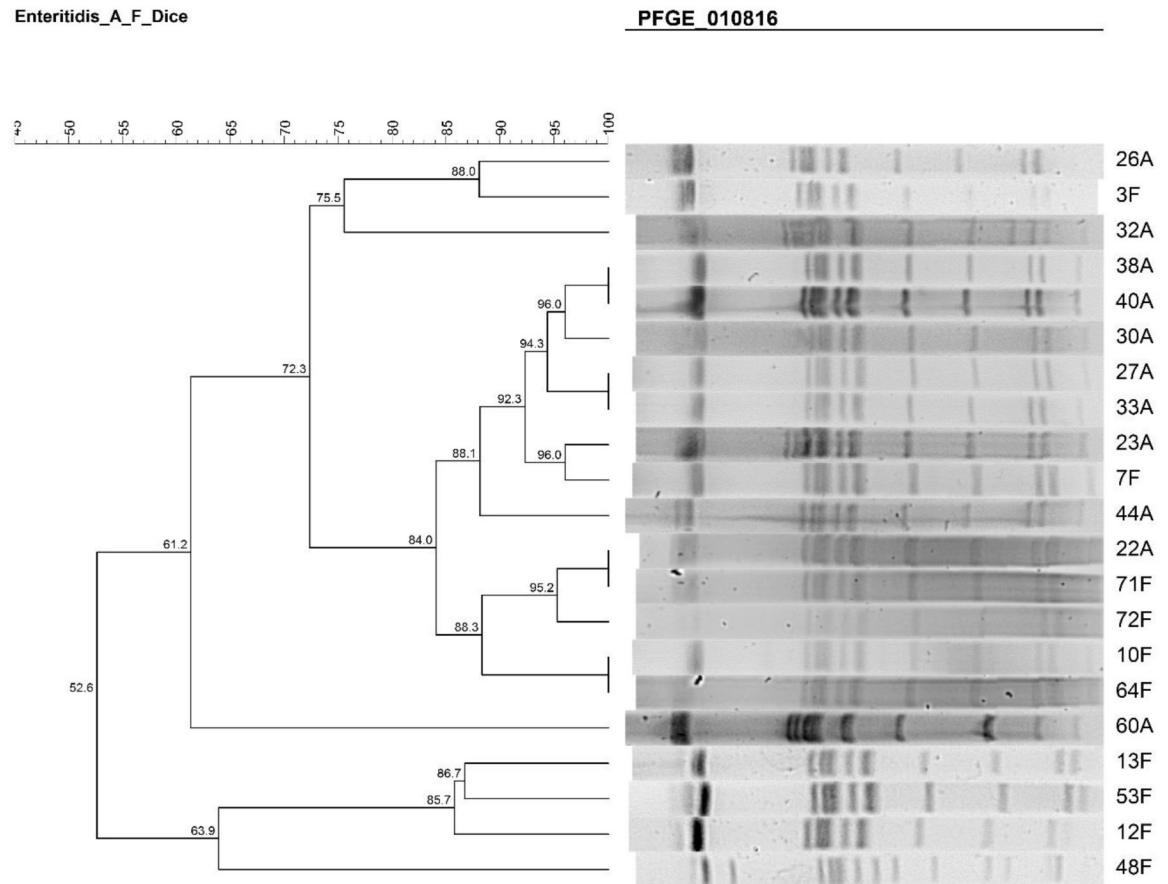 Enteritidis_A_F_Dice
PFGE_010816
45 50 55 60 65 70 75 80 85 90 95 100
26A
88.0
3F
75.5
32A
38A
40A
96.0
30A
94.3
27A
72.3
33A
92.3
23A
96.0
88.1
7F
44A
84.0
22A
61.2
71F
95.2
72F
88.3
10F
52.6
64F
60A
13F
86.7
53F
85.7
12F
63.9
48F